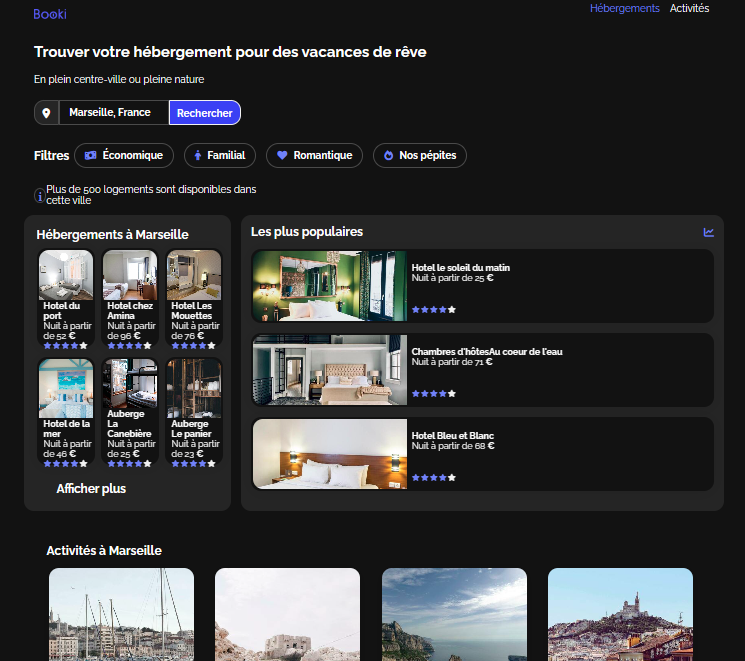 Booki
Hébergements Activités
Trouver votre hébergement pour des vacances de rêve
En plein centre-ville ou pleine nature
Marseille, France Rechercher
Filtres Économique Familial Romantique Nos pépites
Plus de 500 logements sont disponibles dans
cette ville
Hébergements à Marseille
Hotel du
port
Nuit à partir
de 52 €
Hotel chez
Amina
Nuit à partir
de 96 €
Hotel Les
Mouettes
Nuit à partir
de 76 €
Hotel de la
mer
Nuit à partir
de 46 €
Auberge
La
Canebière
Nuit à partir
de 25 €
Auberge
Le panier
Nuit à partir
de 23 €
Afficher plus
Les plus populaires
Hotel le soleil du matin
Nuit à partir de 25 €
Chambres d'hôtesAu coeur de l'eau
Nuit à partir de 71 €
Hotel Bleu et Blanc
Nuit à partir de 68 €
Activités à Marseille